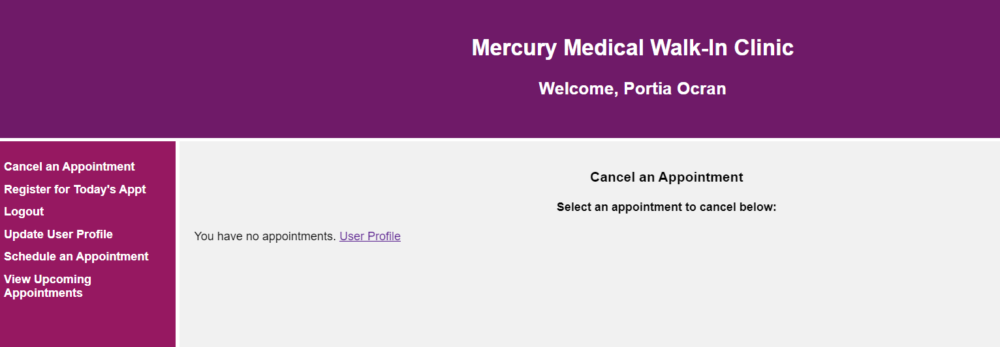 Mercury Medical Walk-In Clinic
Welcome, Portia Ocran
Cancel an Appointment
Register for Today's Appt
Logout
Update User Profile
Schedule an Appointment
View Upcoming
Appointments
Cancel an Appointment
Select an appointment to cancel below:
You have no appointments. User Profile